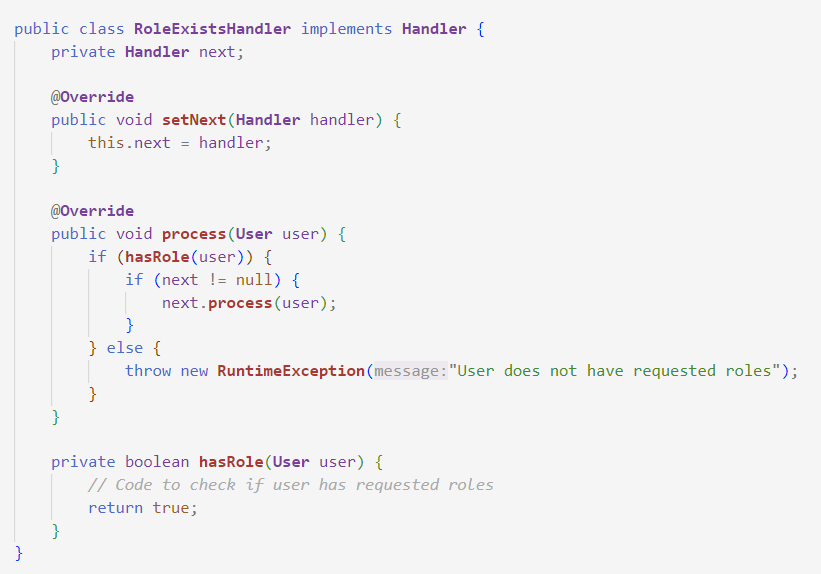 public class RoleExistsHandler implements Handler {
    private Handler next;

    @Override
    public void setNext(Handler handler) {
        this.next = handler;
    }

    @Override
    public void process(User user) {
        if (hasRole(user)) {
            if (next != null) {
                next.process(user);
            }
        } else {
            throw new RuntimeException(message:"User does not have requested roles");
        }
    }

    private boolean hasRole(User user) {
        // Code to check if user has requested roles
        return true;
    }
}